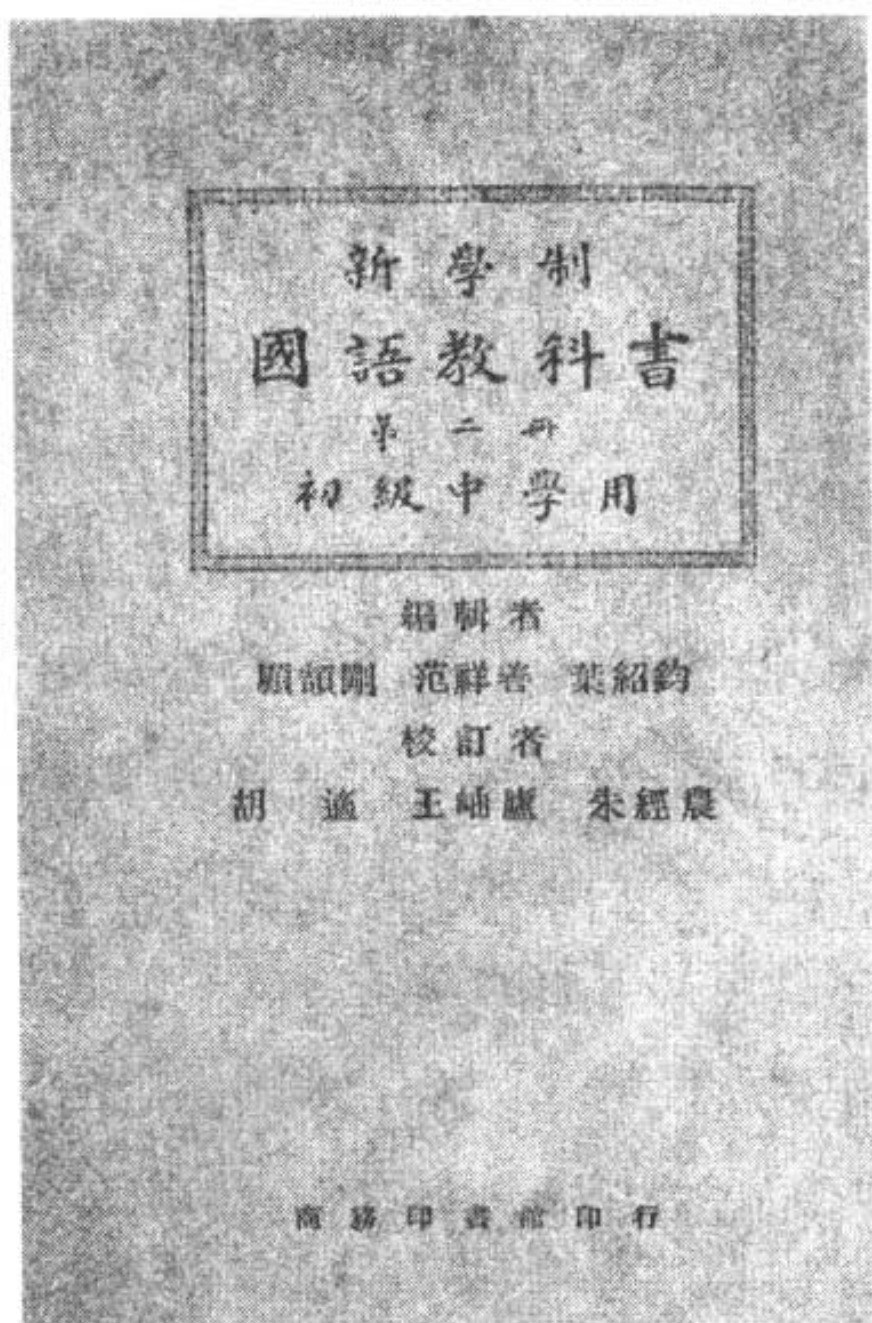 新學制
國語教科書
第二册
初級中學用
編輯者
顧頡剛 范祥善 葉紹鈞
校訂者
胡適 王岫廬 朱經農
商務印書館印行